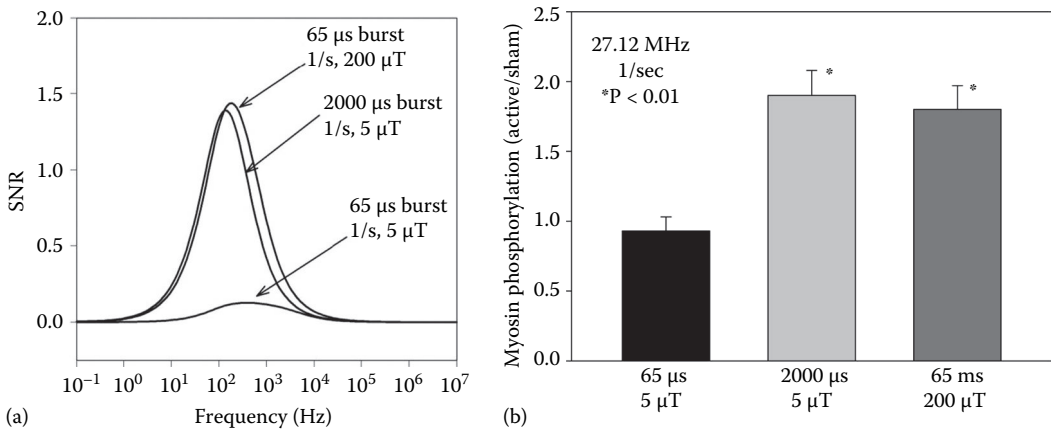 2.0
1.5
1.0
0.5
0.0
SNR
65 µs burst
1/s, 200 µT
2000 µs burst
1/s, 5 µT
65 µs burst
1/s, 5 µT
10⁻¹ 10⁰ 10¹ 10² 10³ 10⁴ 10⁵ 10⁶ 10⁷
(a)
Frequency (Hz)
2.5
2.0
1.5
1.0
0.5
0.0
Myosin phosphorylation (active/sham)
27.12 MHz
1/sec
*P < 0.01
*
*
65 µs 2000 µs 65 ms
5 µT 5 µT 200 µT
(b)